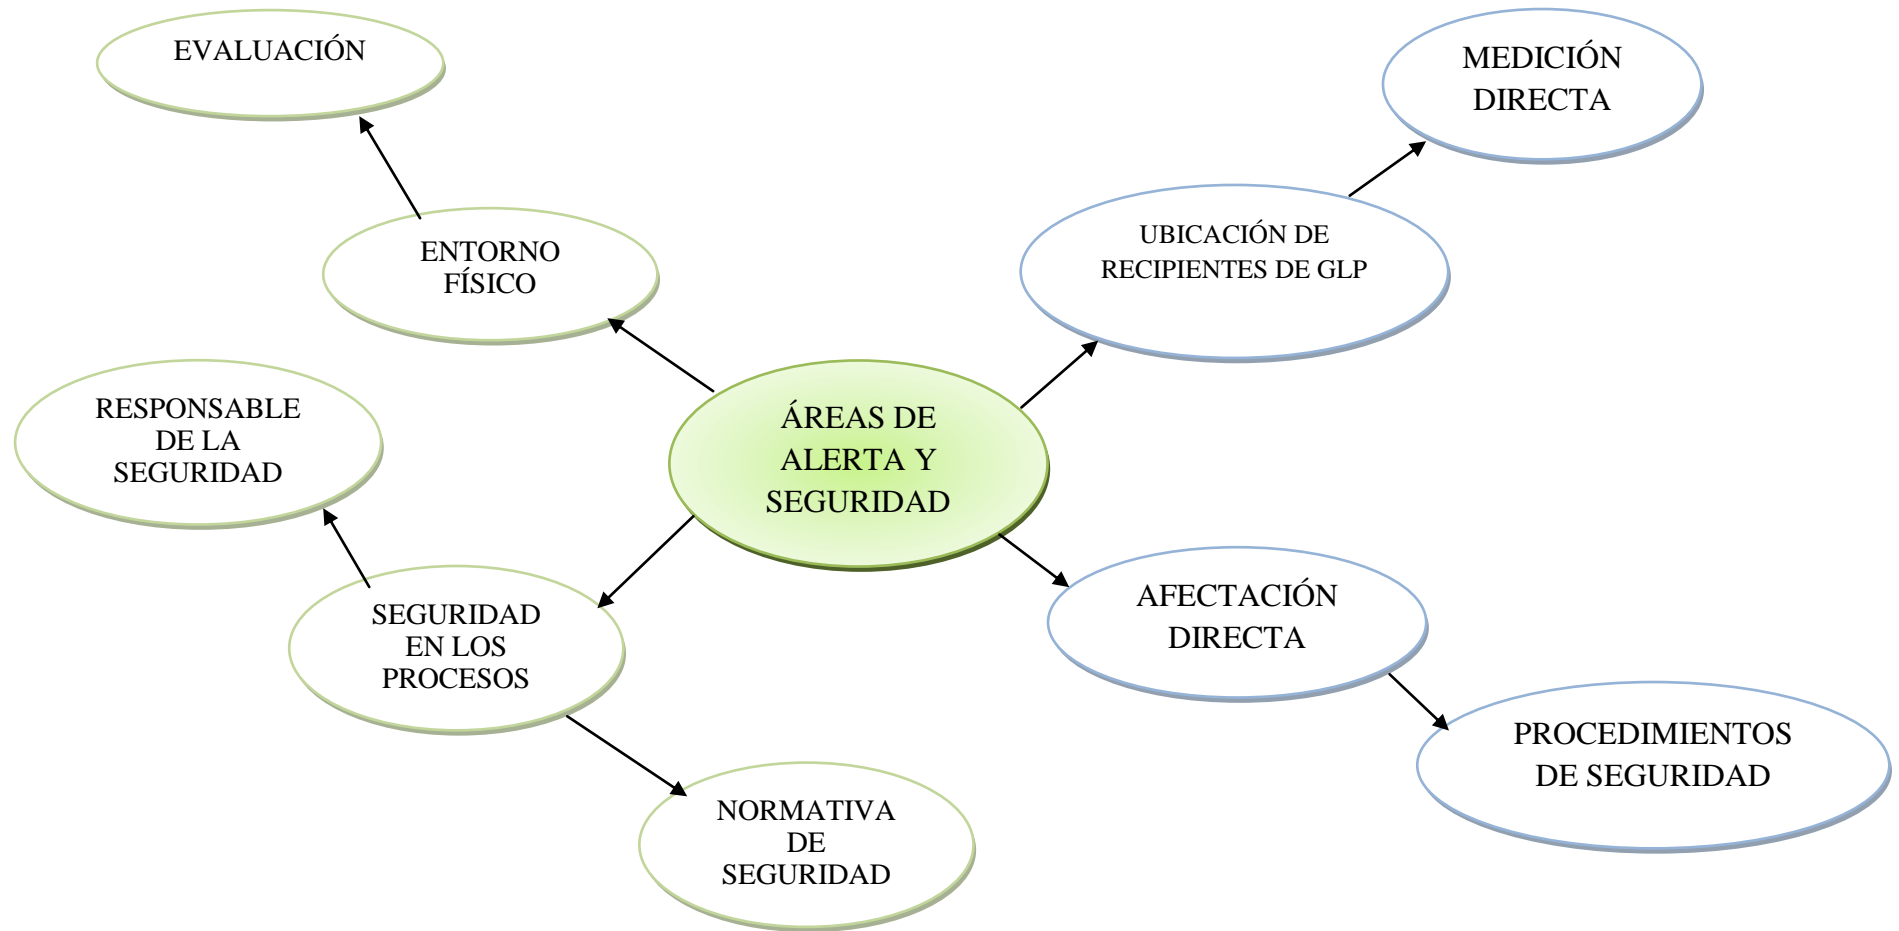 EVALUACIÓN
MEDICIÓN
DIRECTA
ENTORNO
FÍSICO
UBICACIÓN DE
RECIPIENTES DE GLP
RESPONSABLE
DE LA
SEGURIDAD
ÁREAS DE
ALERTA Y
SEGURIDAD
SEGURIDAD
EN LOS
PROCESOS
AFECTACIÓN
DIRECTA
PROCEDIMIENTOS
DE SEGURIDAD
NORMATIVA
DE
SEGURIDAD